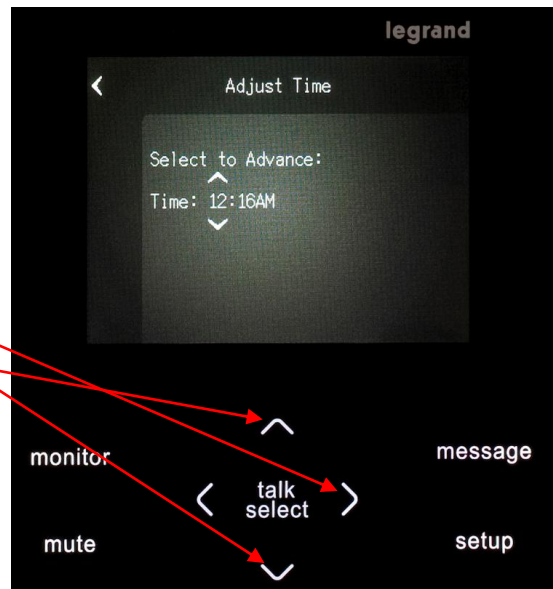 legrand
Adjust Time
Select to Advance:
Time: 12:16AM
monitor
message
talk
select
mute
setup